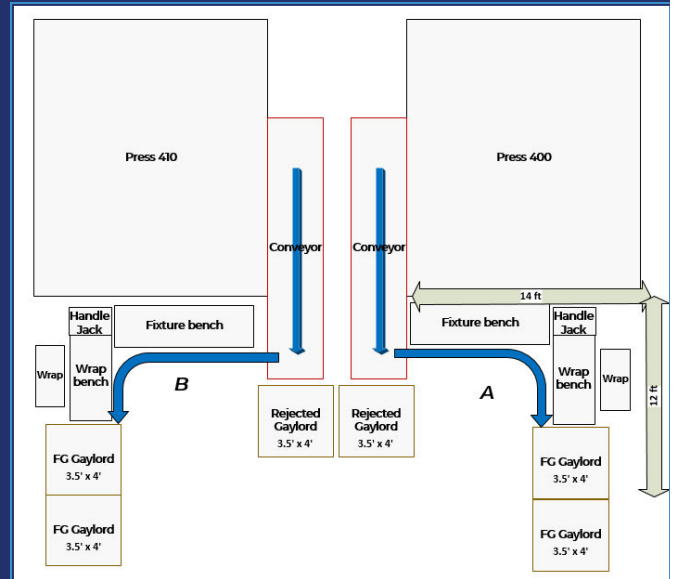 Press 410
Press 400
Conveyor
Conveyor
14 ft
Handle
Jack
Fixture bench
Fixture bench
Handle
Jack
Wrap
Wrap
bench
B
A
Wrap
bench
Wrap
12 ft
Rejected
Gaylord
3.5' x 4'
Rejected
Gaylord
3.5' x 4'
FG Gaylord
3.5' x 4'
FG Gaylord
3.5' x 4'
FG Gaylord
3.5' x 4'
FG Gaylord
3.5' x 4'